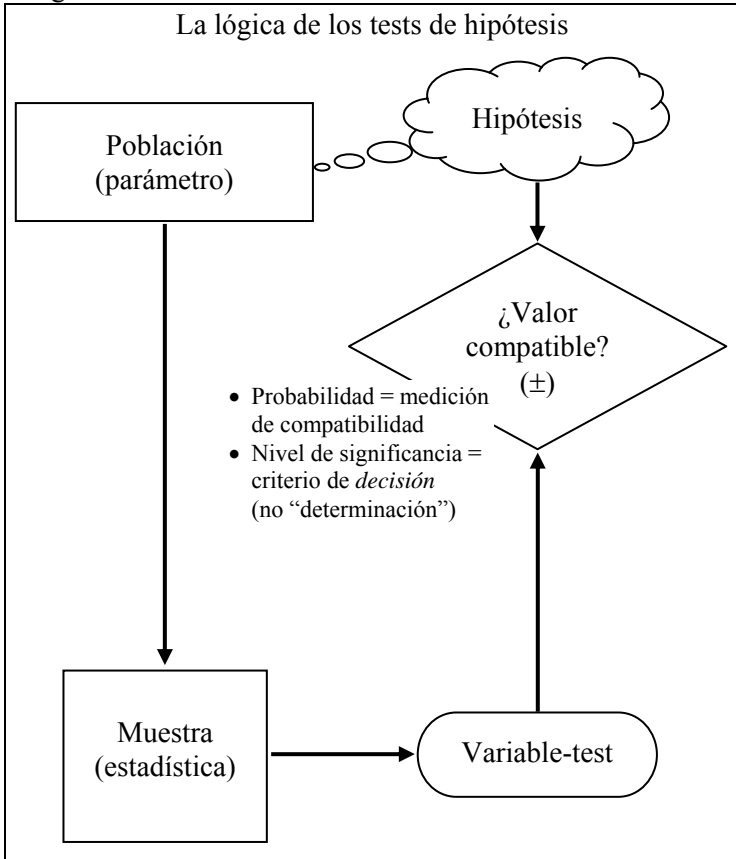 La lógica de los tests de hipótesis
Población
(parámetro)
Hipótesis
¿Valor
compatible?
(±)
• Probabilidad = medición
de compatibilidad
• Nivel de significancia =
criterio de decisión
(no “determinación”)
Muestra
(estadística)
Variable-test